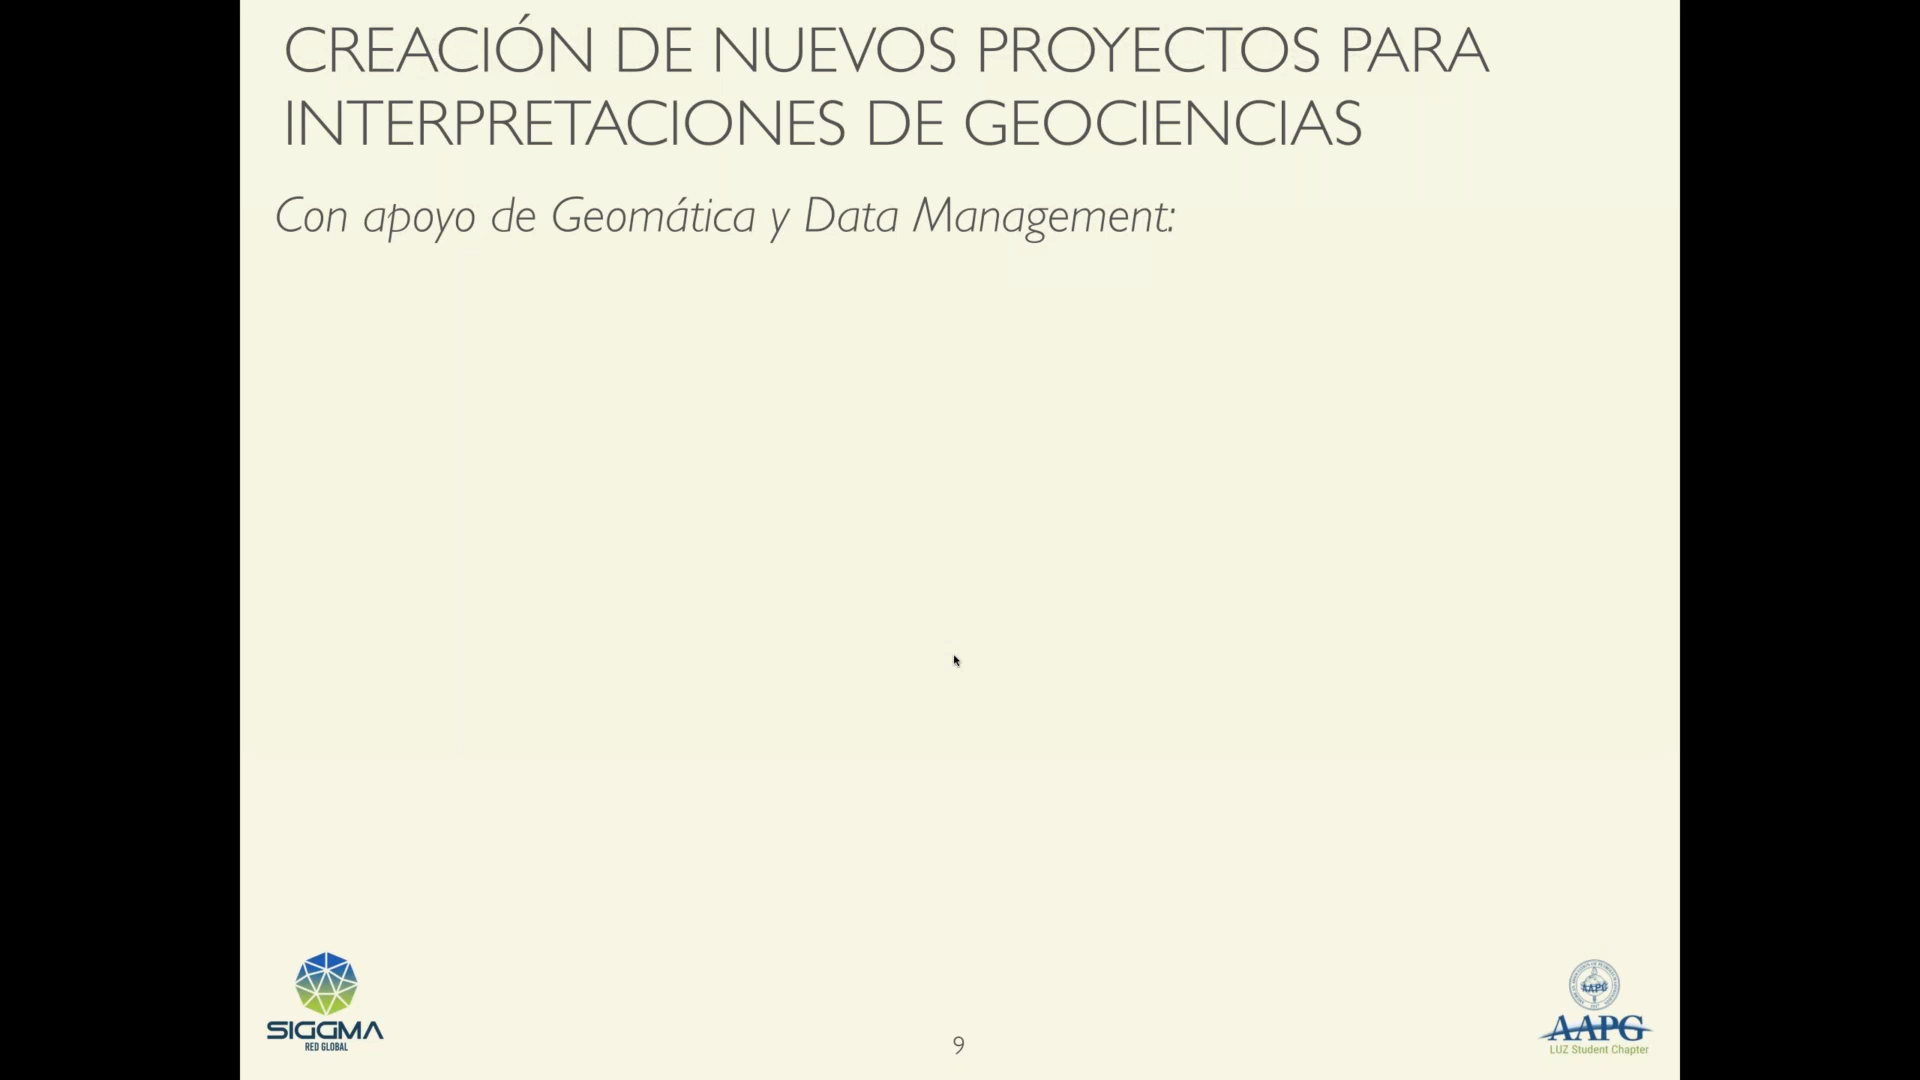 CREACIÓN DE NUEVOS PROYECTOS PARA
INTERPRETACIONES DE GEOCIENCIAS
Con apoyo de Geomática y Data Management:
SIGGMA
RED GLOBAL
9
AAPG
AAPG
LUZ Student Chapter